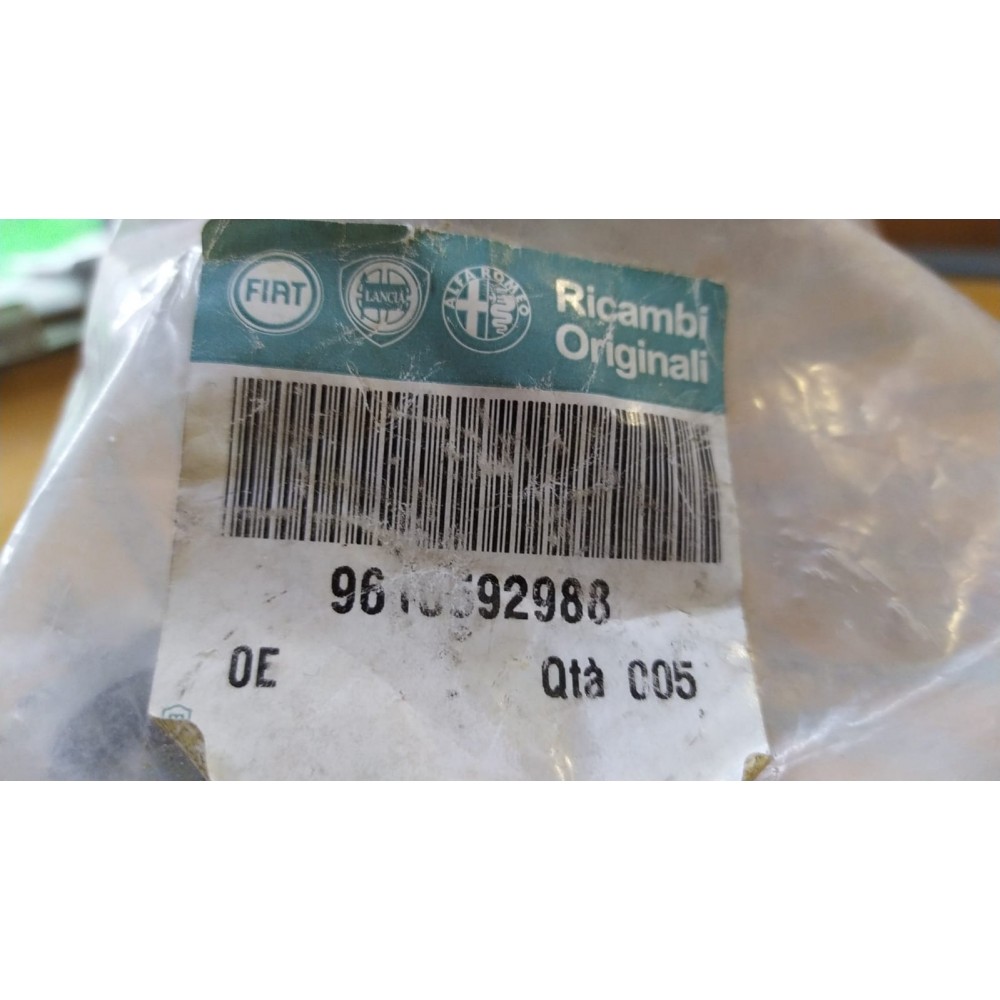 FIAT
LANCIA
ALFA ROMEO
Ricambi
Originali
OE
Qtà 005